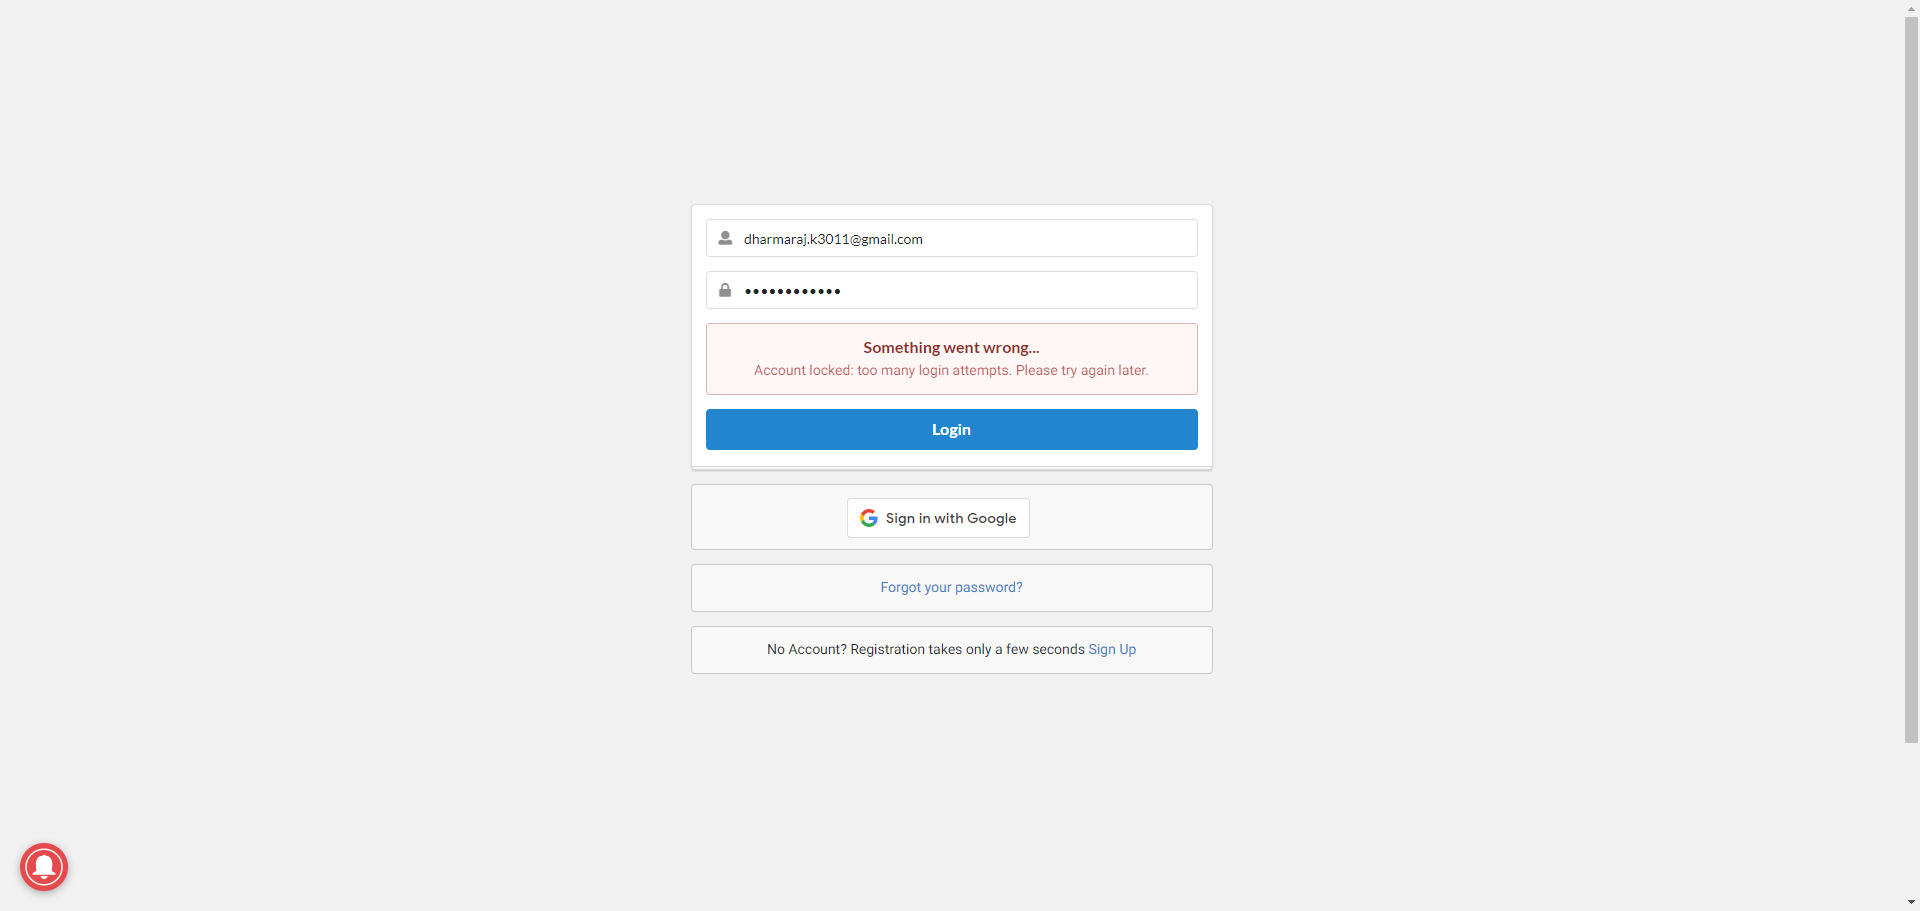 dharmaraj.k3011@gmail.com
••••••••••••
Something went wrong...
Account locked: too many login attempts. Please try again later.
Login
Sign in with Google
Forgot your password?
No Account? Registration takes only a few seconds Sign Up